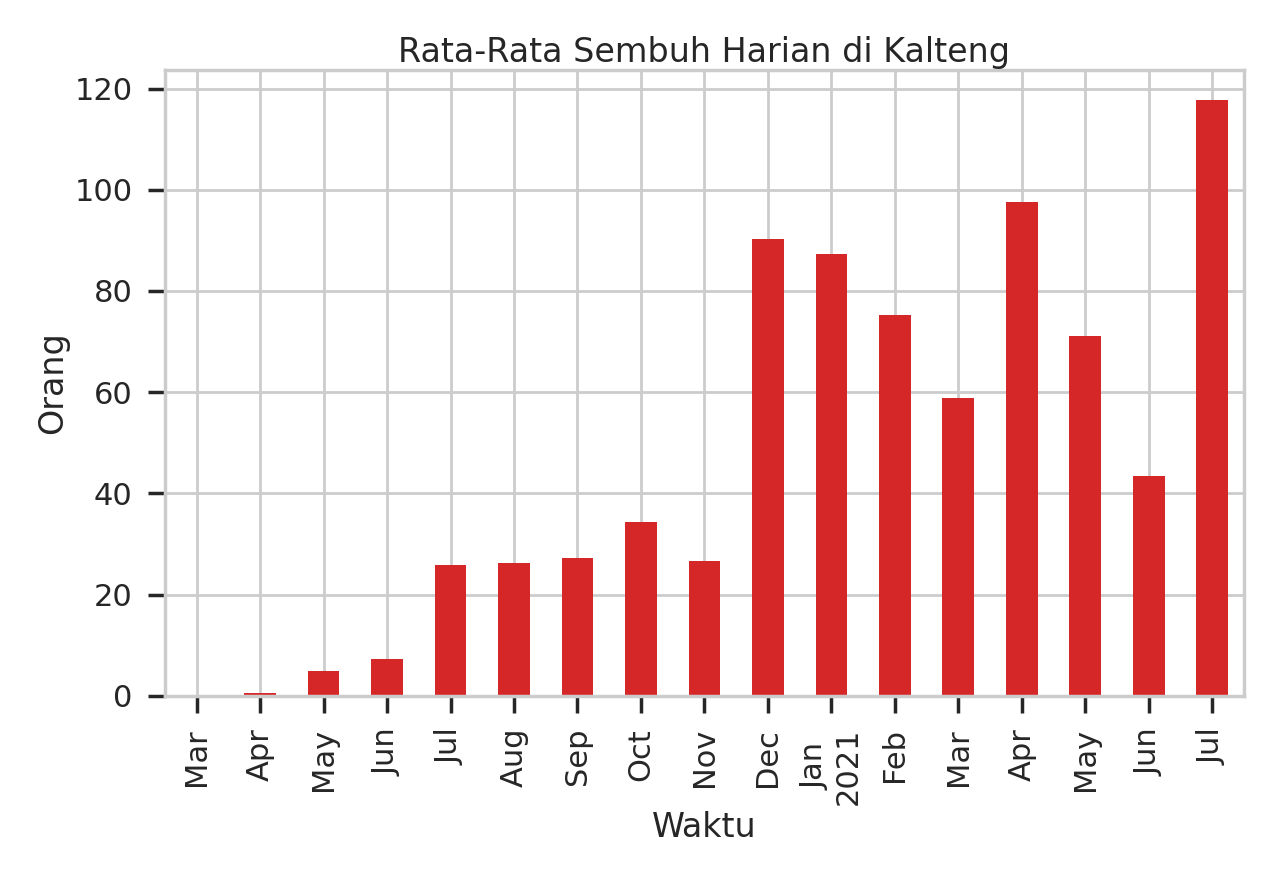 Rata-Rata Sembuh Harian di Kalteng
120
100
80
60
40
20
0
Orang
Mar
Apr
May
Jun
Jul
Aug
Sep
Oct
Nov
Dec
Jan
2021
Feb
Mar
Apr
May
Jun
Jul
Waktu